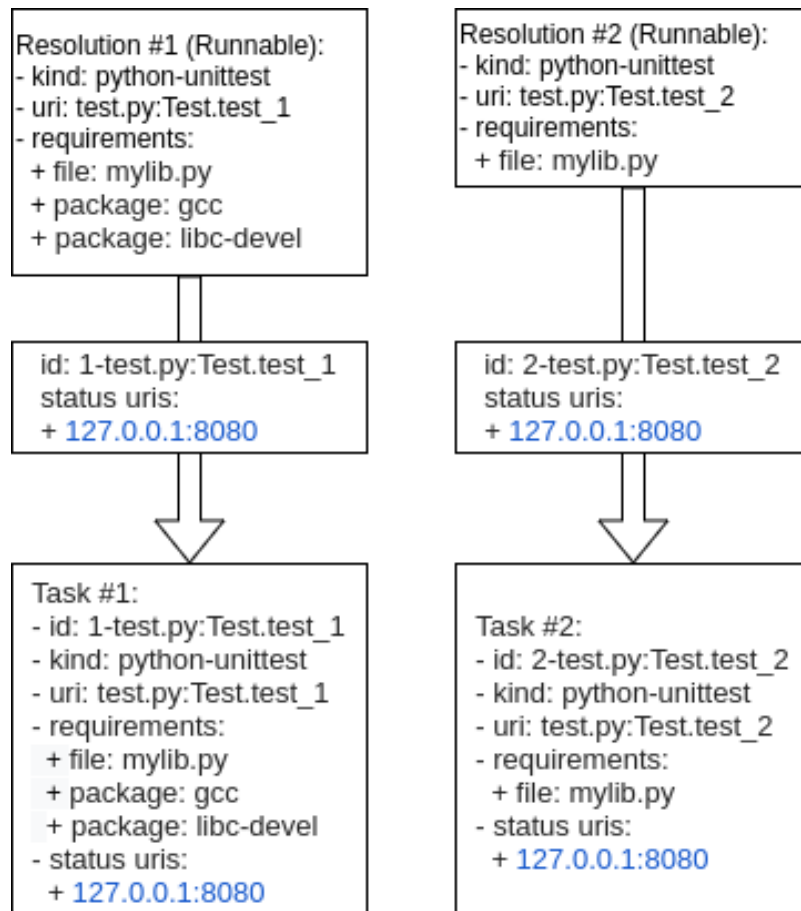 Resolution #1 (Runnable):
- kind: python-unittest
- uri: test.py:Test.test_1
- requirements:
+ file: mylib.py
+ package: gcc
+ package: libc-devel
id: 1-test.py:Test.test_1
status uris:
+ 127.0.0.1:8080
Task #1:
- id: 1-test.py:Test.test_1
- kind: python-unittest
- uri: test.py:Test.test_1
- requirements:
+ file: mylib.py
+ package: gcc
+ package: libc-devel
- status uris:
+ 127.0.0.1:8080
Resolution #2 (Runnable):
- kind: python-unittest
- uri: test.py:Test.test_2
- requirements:
+ file: mylib.py
id: 2-test.py:Test.test_2
status uris:
+ 127.0.0.1:8080
Task #2:
- id: 2-test.py:Test.test_2
- kind: python-unittest
- uri: test.py:Test.test_2
- requirements:
+ file: mylib.py
- status uris:
+ 127.0.0.1:8080